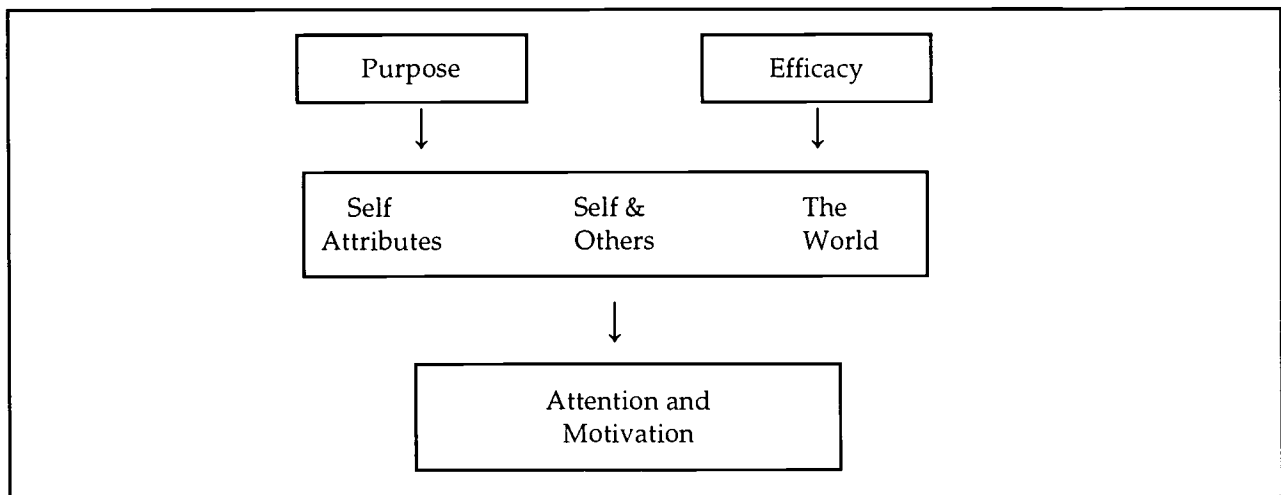 Purpose
Efficacy
Self
Attributes
Self &
Others
The
World
Attention and
Motivation